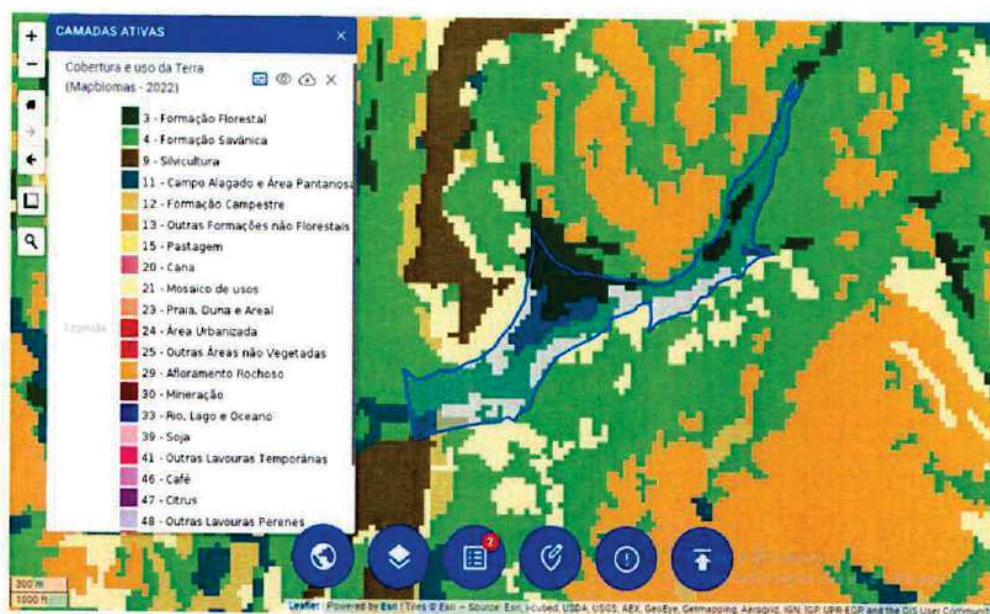 CAMADAS ATIVAS
Cobertura e uso da Terra
(Mapbiomas - 2022)
Legenda
3 - Formação Florestal
4 - Formação Savânica
9 - Silvicultura
11 - Campo Alagado e Área Pantanosa
12 - Formação Campestre
13 - Outras Formações não Florestais
15 - Pastagem
20 - Cana
21 - Mosaico de usos
23 - Praia, Duna e Areal
24 - Área Urbanizada
25 - Outras Áreas não Vegetadas
29 - Afloramento Rochoso
30 - Mineração
33 - Rio, Lago e Oceano
39 - Soja
41 - Outras Lavouras Temporárias
46 - Café
47 - Citrus
48 - Outras Lavouras Perenes
2
300 m
1000 ft
Leaflet | Powered by Esri | Tiles © Esri — Source: Esri, i-cubed, USDA, USGS, AEX, GeoEye, Getmapping, Aerogrid, IGN, IGP, UPR-EGP, and the GIS User Communi